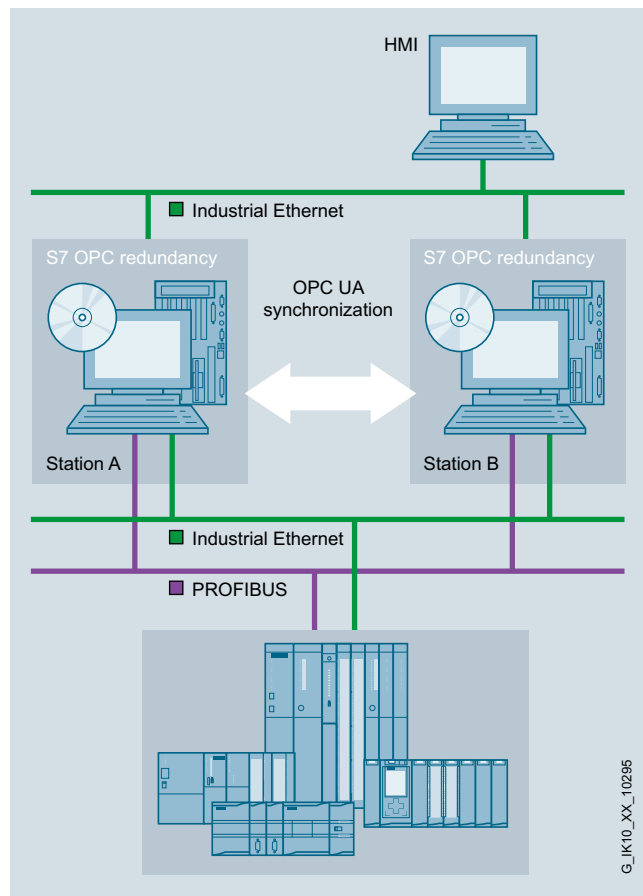 HMI
Industrial Ethernet
S7 OPC redundancy
S7 OPC redundancy
OPC UA
synchronization
Station A
Station B
Industrial Ethernet
PROFIBUS
G_IK10_XX_10295